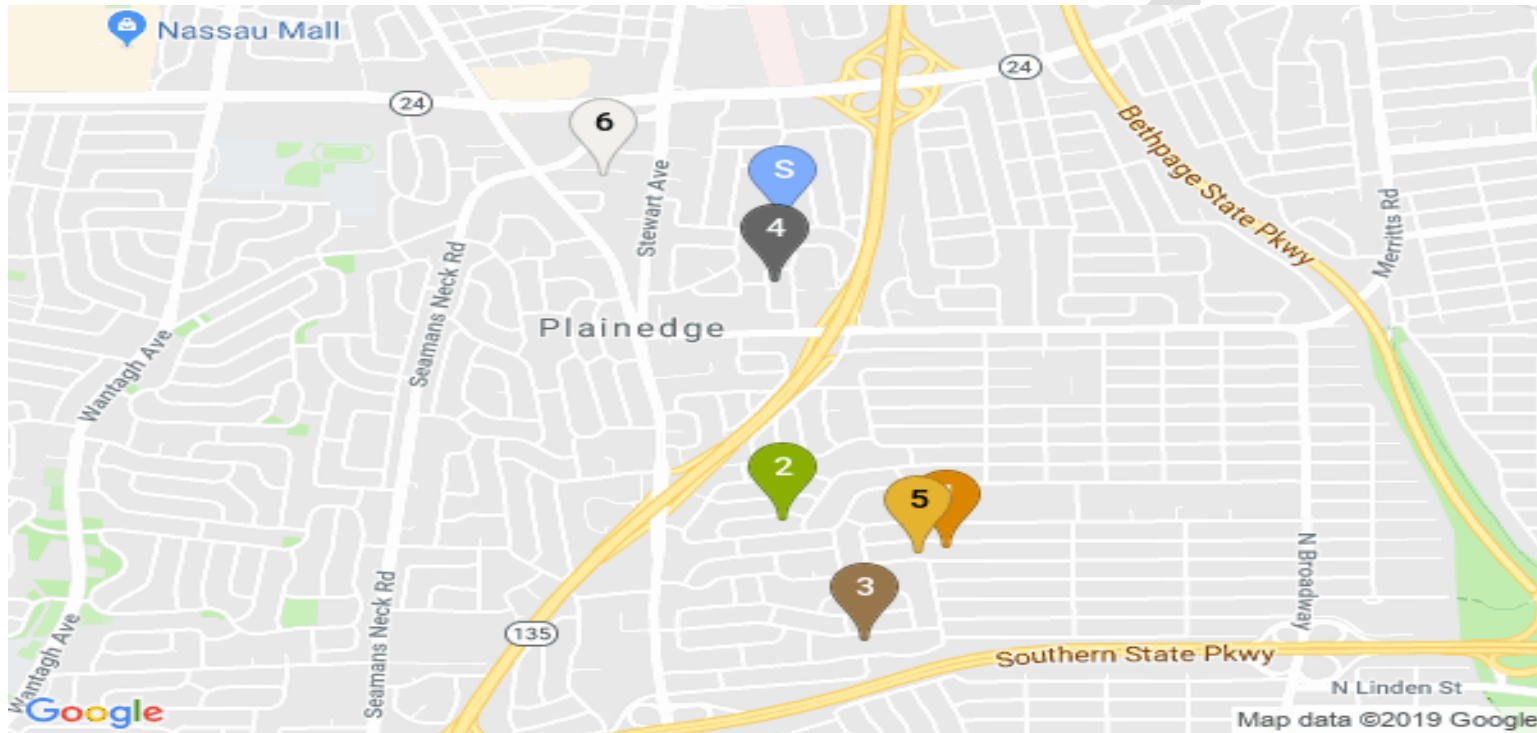 Nassau Mall
24
24
6
Bethpage State Pkwy
S
Stewart Ave
Merritts Rd
4
Seamans Neck Rd
Plainedge
Wantagh Ave
2
5
3
N Broadway
Seamans Neck Rd
135
Wantagh Ave
Southern State Pkwy
N Linden St
Google
Map data ©2019 Google